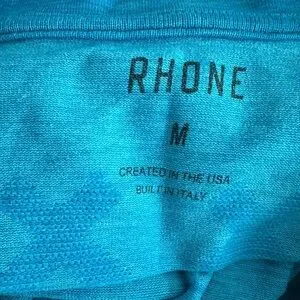 RHONE
M
CREATED IN THE USA
BUILT IN ITALY